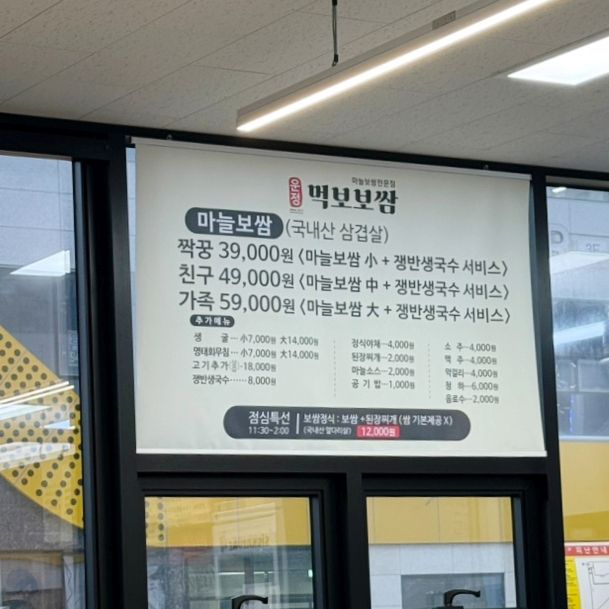 마늘보쌈전문점
운정 먹보보쌈
마늘보쌈 (국내산 삼겹살)
짝꿍 39,000원 <마늘보쌈 小 + 쟁반생국수 서비스>
친구 49,000원 <마늘보쌈 中 + 쟁반생국수 서비스>
가족 59,000원 <마늘보쌈 大 + 쟁반생국수 서비스>
추가메뉴
생 굴 ··· 小7,000원 大14,000원
명태회무침 ··· 小7,000원 大14,000원
고기추가 ··18,000원
쟁반생국수 ······ 8,000원
정식야채 ···4,000원
된장찌개 ···2,000원
마늘소스 ···2,000원
공 기 밥 ···1,000원
소 주 ···4,000원
맥 주 ···4,000원
막걸리 ···4,000원
청 하 ···6,000원
음료수 ···2,000원
점심특선
11:30~2:00
보쌈정식 : 보쌈 +된장찌개 (쌈 기본제공 X)
(국내산 앞다리살) 12,000원
피난안내